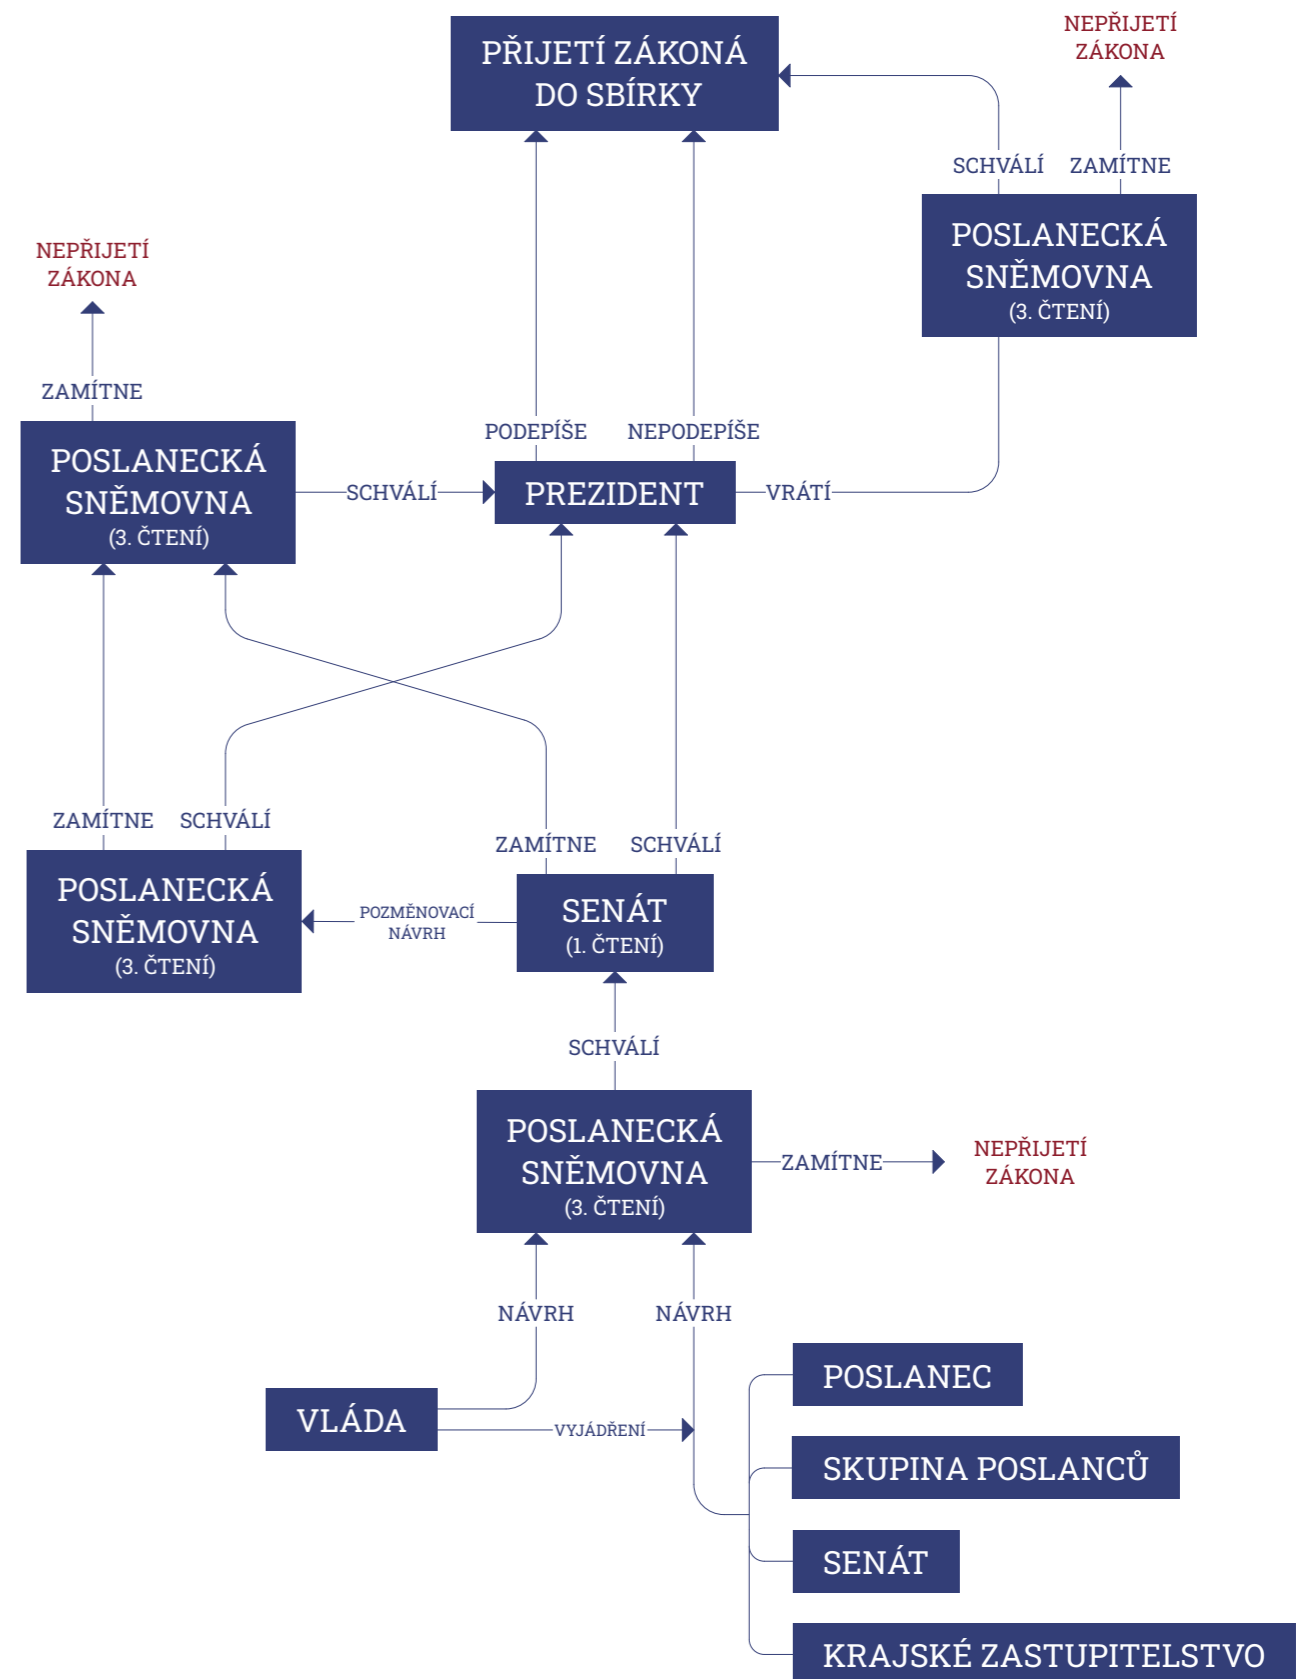 NEPŘIJETÍ
ZÁKONA
PŘIJETÍ ZÁKONÁ
DO SBÍRKY
SCHVÁLÍ
ZAMÍTNE
POSLANECKÁ
SNĚMOVNA
(3. ČTENÍ)
NEPŘIJETÍ
ZÁKONA
ZAMÍTNE
POSLANECKÁ
SNĚMOVNA
(3. ČTENÍ)
SCHVÁLÍ
PODEPÍŠE
NEPODEPÍŠE
PREZIDENT
VRÁTÍ
ZAMÍTNE
SCHVÁLÍ
POSLANECKÁ
SNĚMOVNA
(3. ČTENÍ)
POZMĚNOVACÍ
NÁVRH
ZAMÍTNE
SCHVÁLÍ
SENÁT
(1. ČTENÍ)
SCHVÁLÍ
POSLANECKÁ
SNĚMOVNA
(3. ČTENÍ)
ZAMÍTNE
NEPŘIJETÍ
ZÁKONA
NÁVRH
NÁVRH
VLÁDA
VYJÁDŘENÍ
POSLANEC
SKUPINA POSLANCŮ
SENÁT
KRAJSKÉ ZASTUPITELSTVO